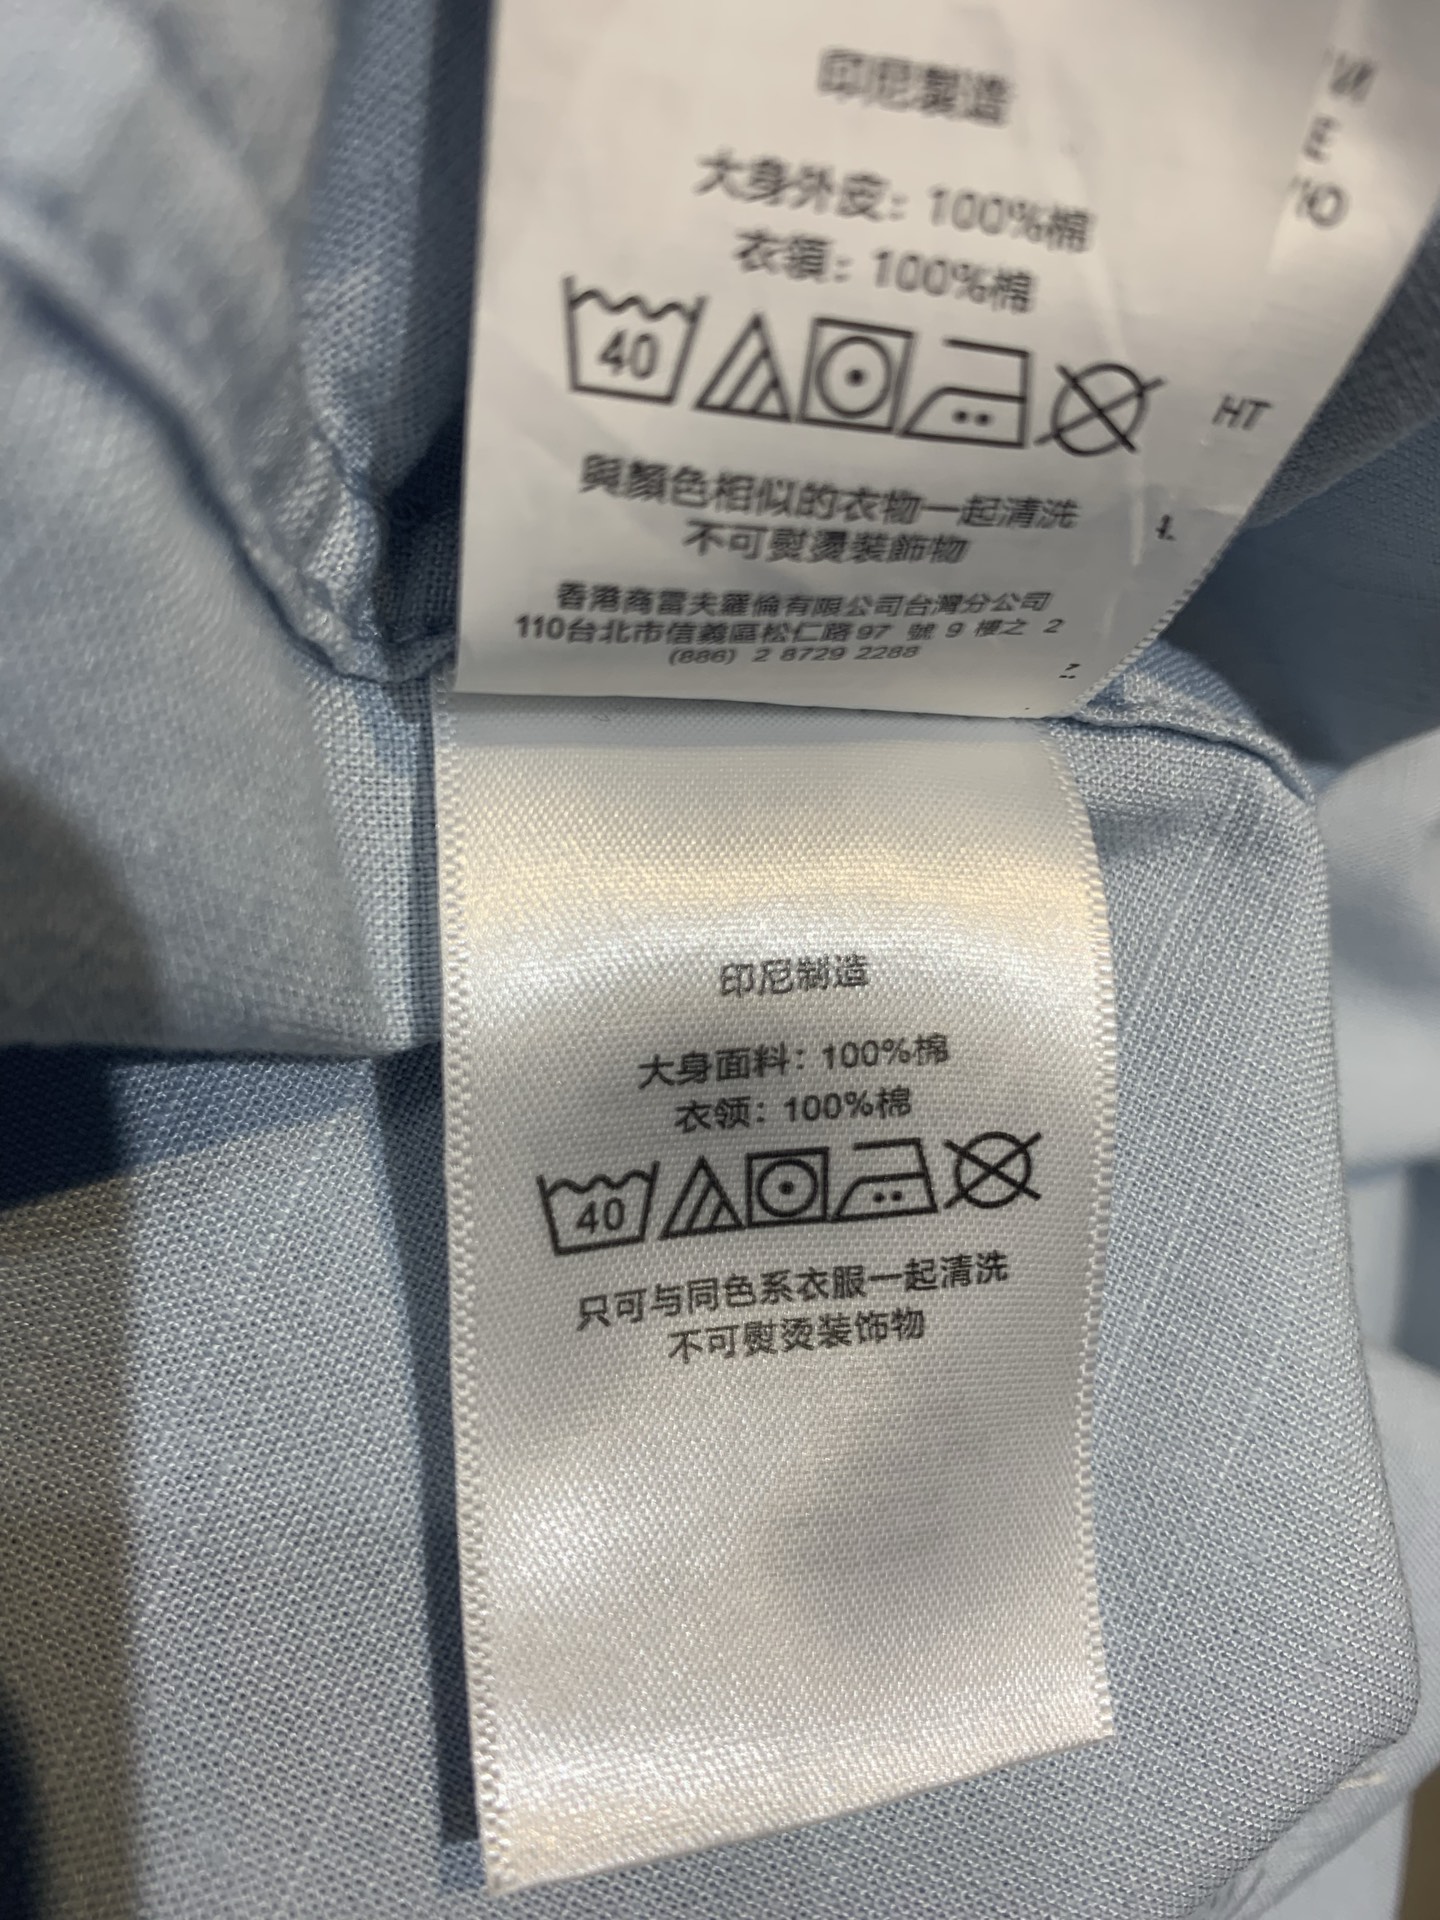 印尼製造
大身外皮: 100%棉
衣領: 100%棉
40
HT
與顏色相似的衣物一起清洗
不可熨燙裝飾物
香港商富夫羅倫有限公司台灣分公司
110台北市信義區松仁路97 號 9 樓之 2
(886) 2 8729 2288
印尼制造
大身面料: 100%棉
衣领: 100%棉
40
只可与同色系衣服一起清洗
不可熨烫装饰物